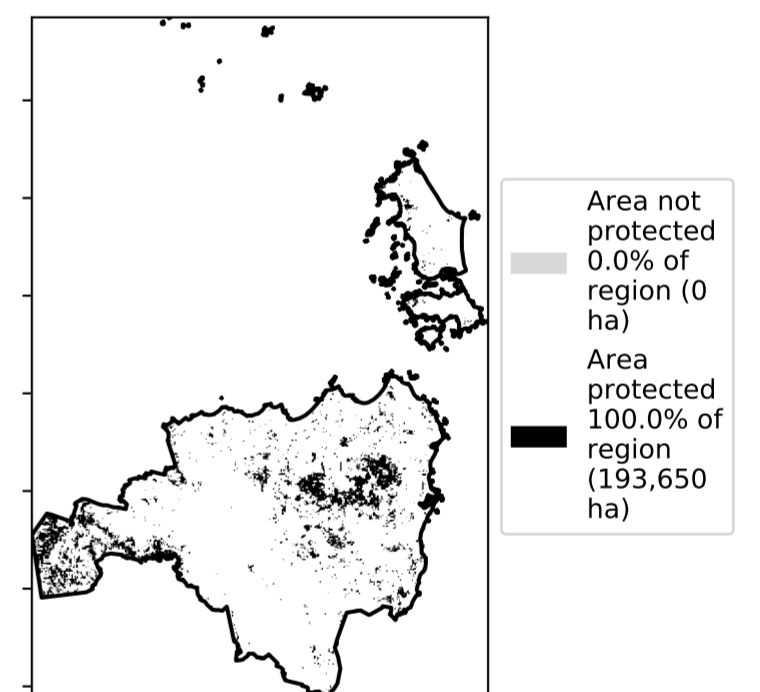 Area not
protected
0.0% of
region (0
ha)
Area
protected
100.0% of
region
(193,650
ha)